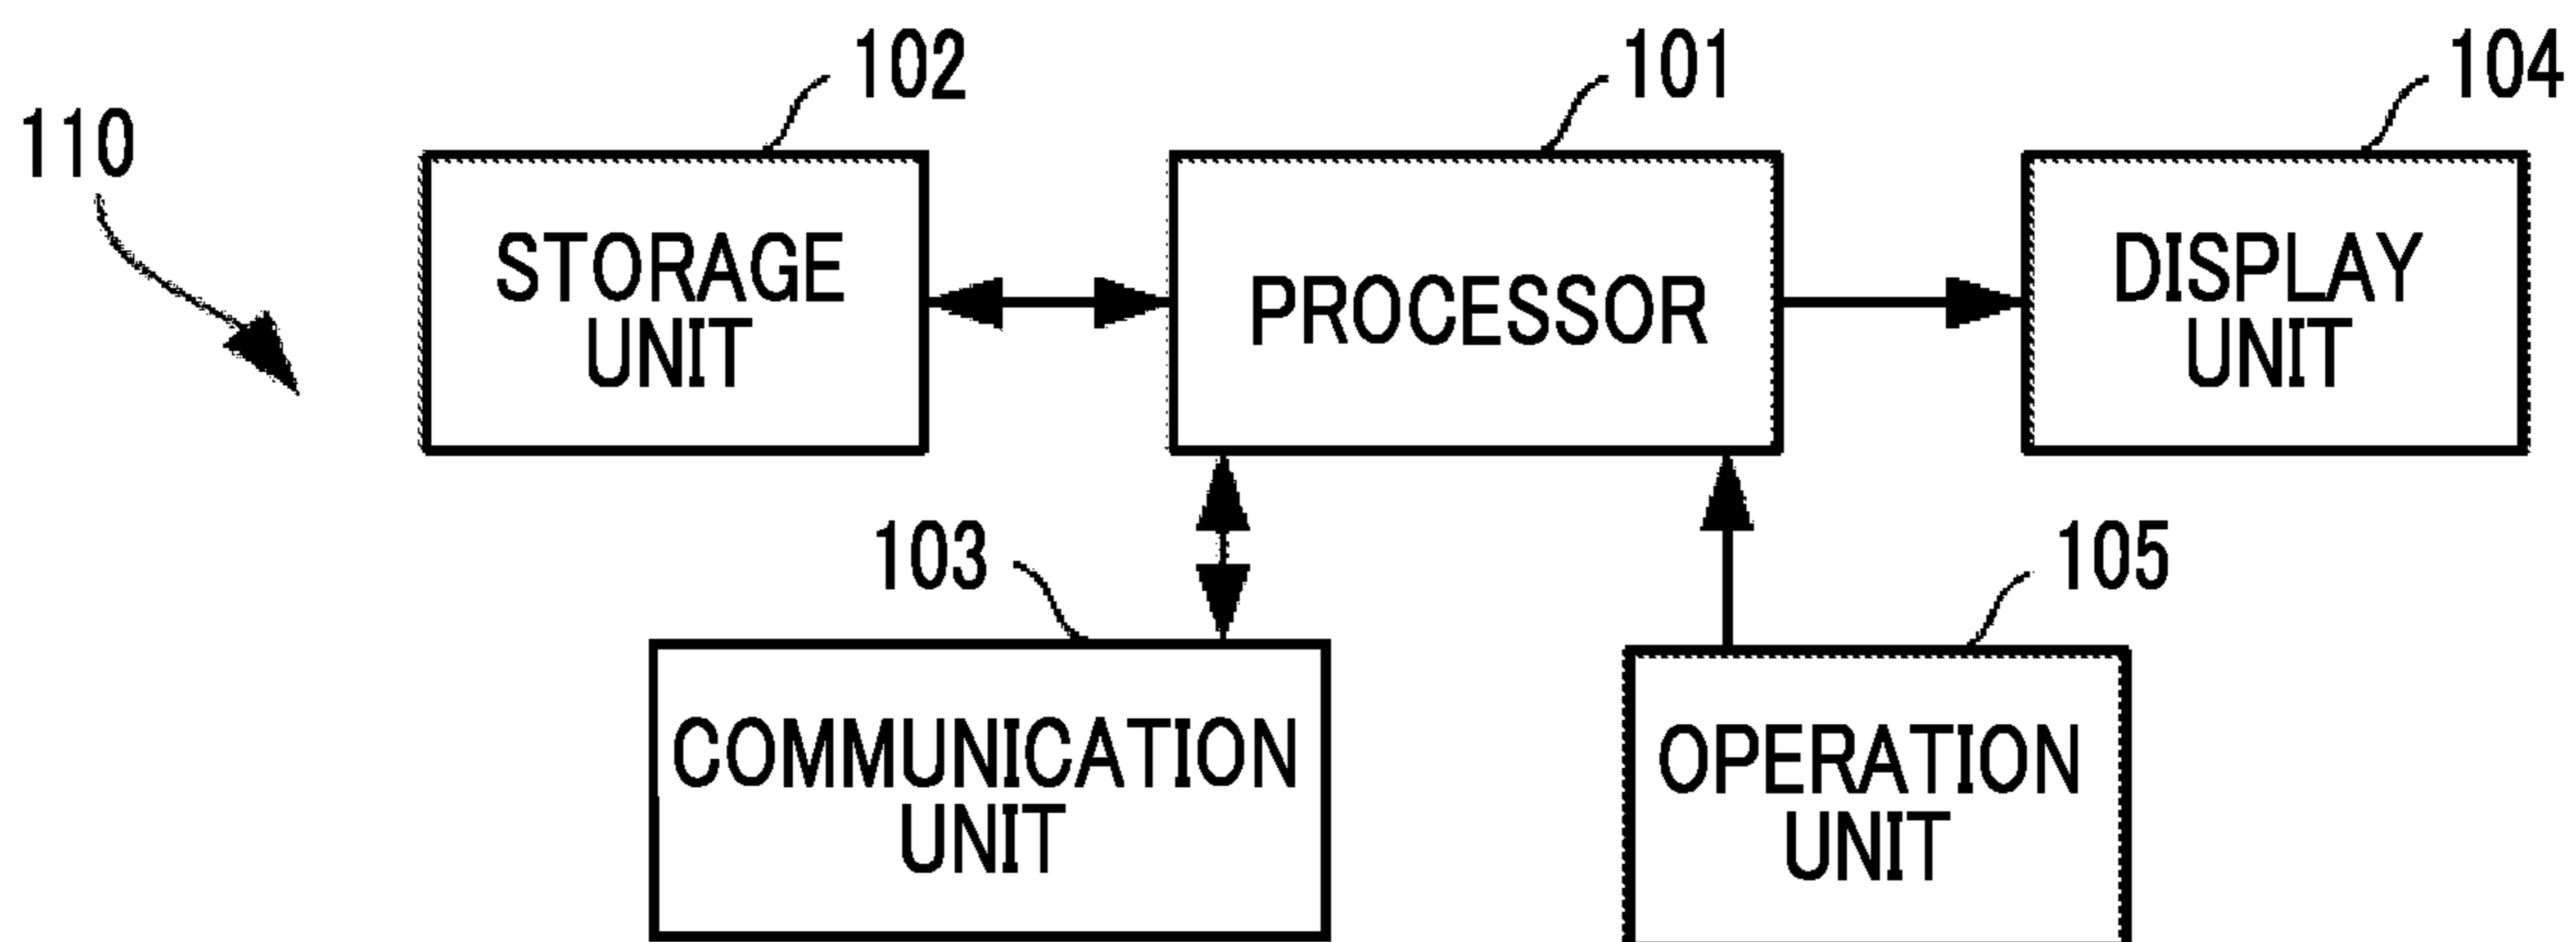 102
101
104
110
STORAGE
UNIT
PROCESSOR
DISPLAY
UNIT
103
105
COMMUNICATION
UNIT
OPERATION
UNIT